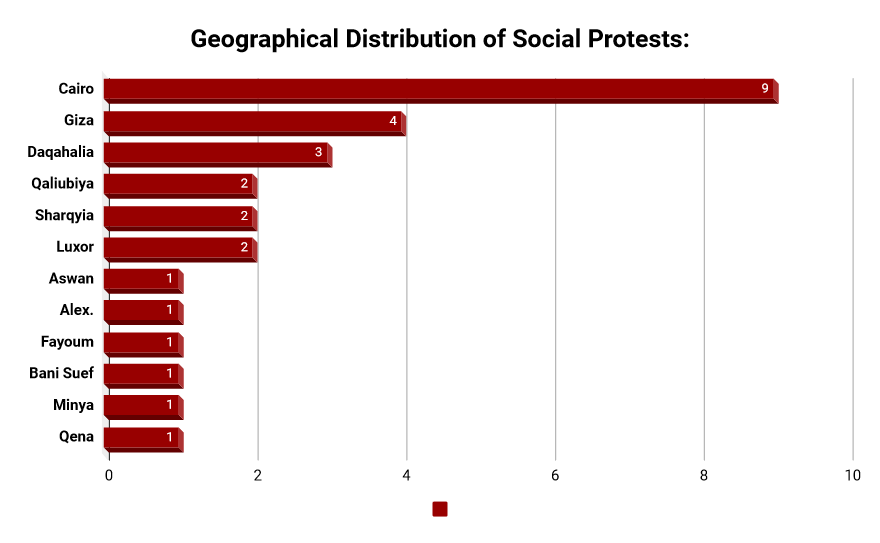 Geographical Distribution of Social Protests:
Cairo 9
Giza 4
Daqahalia 3
Qaliubiya 2
Sharqyia 2
Luxor 2
Aswan 1
Alex. 1
Fayoum 1
Bani Suef 1
Minya 1
Qena 1
0 2 4 6 8 10